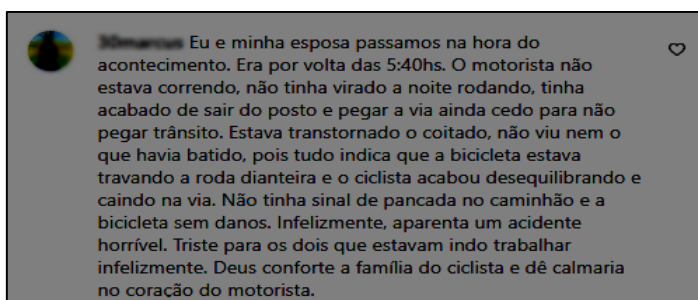 Eu e minha esposa passamos na hora do
acontecimento. Era por volta das 5:40hs. O motorista não
estava correndo, não tinha virado a noite rodando, tinha
acabado de sair do posto e pegar a via ainda cedo para não
pegar trânsito. Estava transtornado o coitado, não viu nem o
que havia batido, pois tudo indica que a bicicleta estava
travando a roda dianteira e o ciclista acabou desequilibrando e
caindo na via. Não tinha sinal de pancada no caminhão e a
bicicleta sem danos. Infelizmente, aparenta um acidente
horrível. Triste para os dois que estavam indo trabalhar
infelizmente. Deus conforte a família do ciclista e dê calmaria
no coração do motorista.